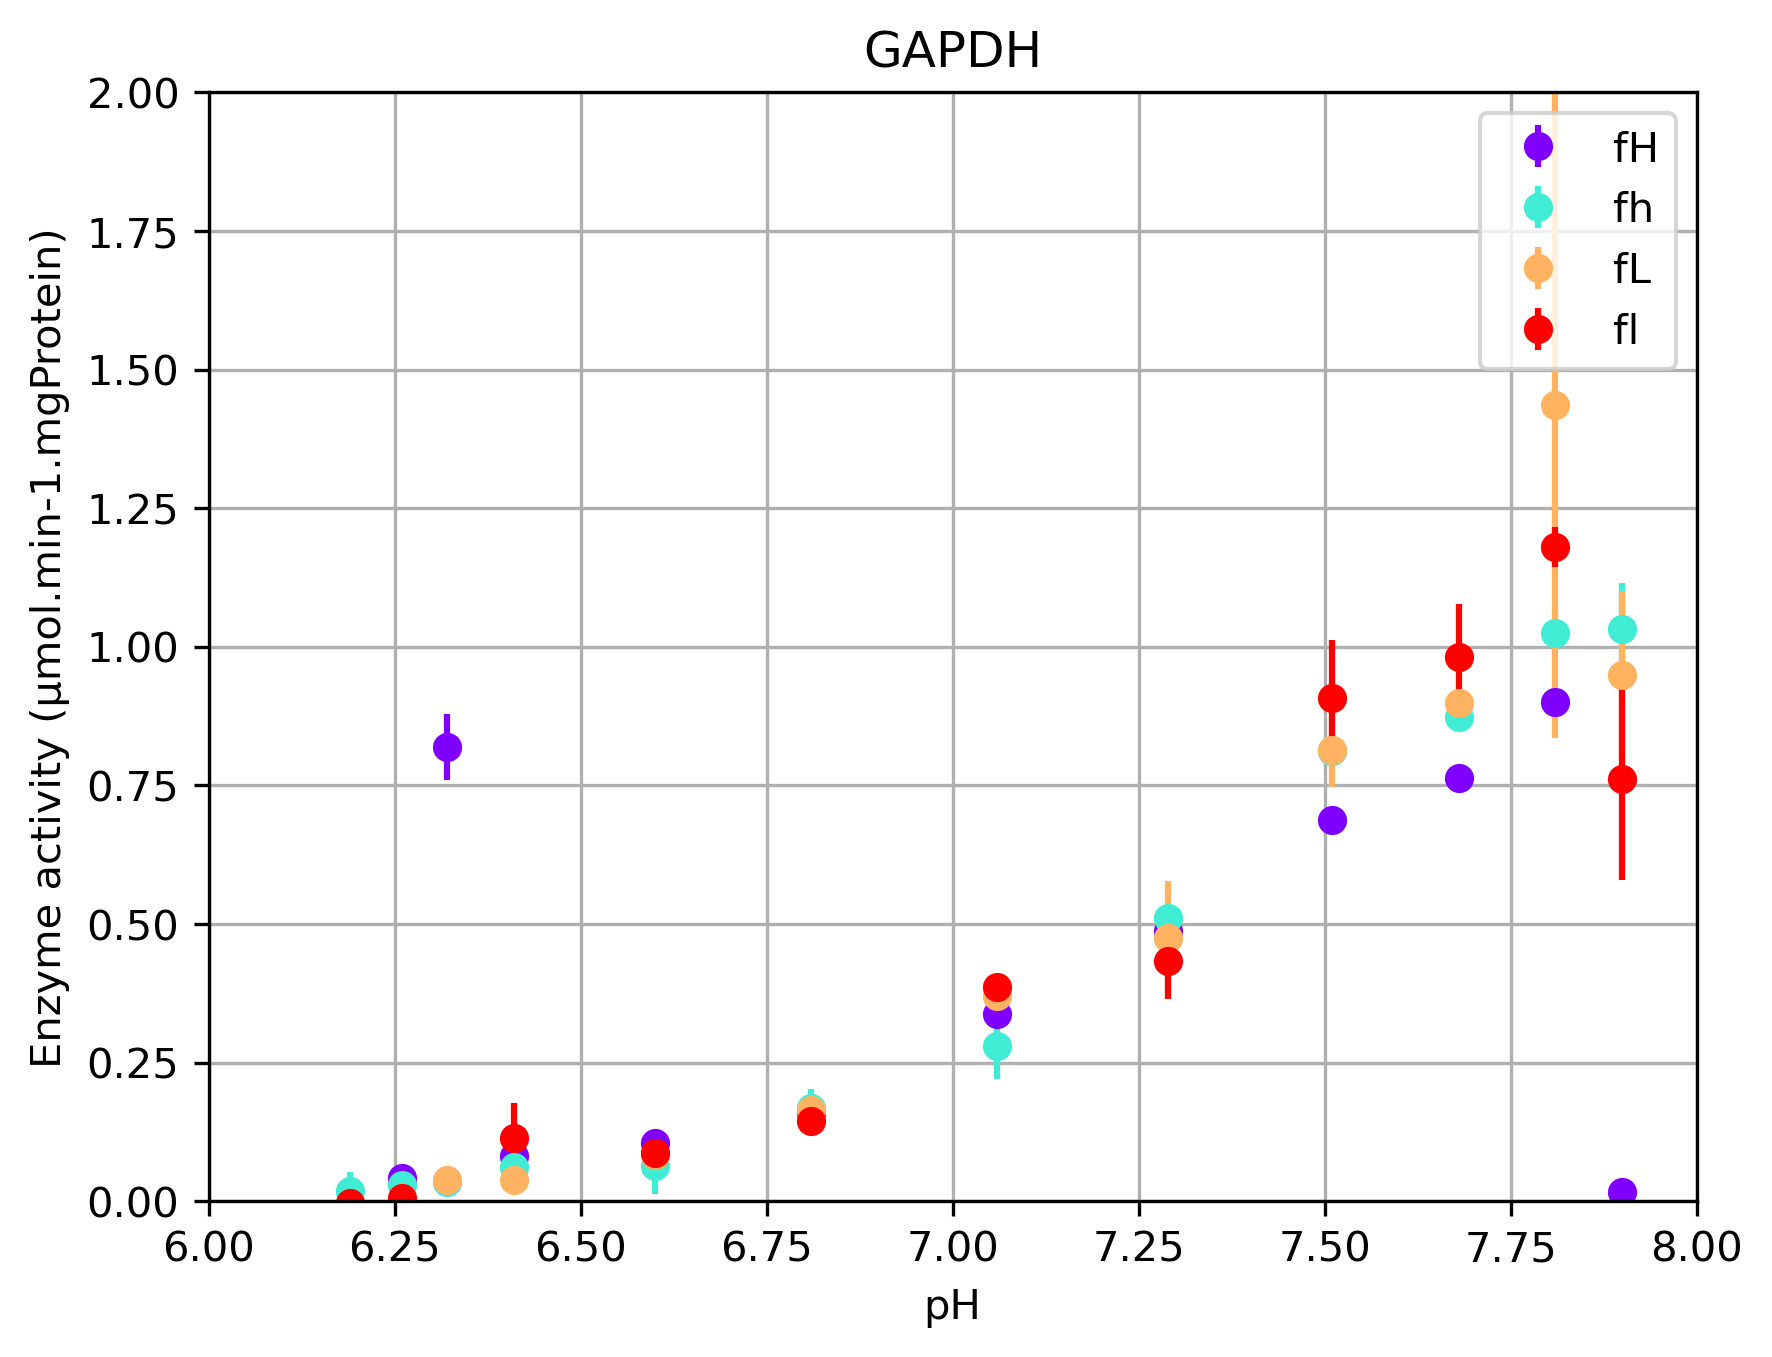 GAPDH
2.00
1.75
1.50
1.25
1.00
0.75
0.50
0.25
0.00
Enzyme activity (µmol.min-1.mgProtein)
fH
fh
fL
fl
6.00 6.25 6.50 6.75 7.00 7.25 7.50 7.75 8.00
pH